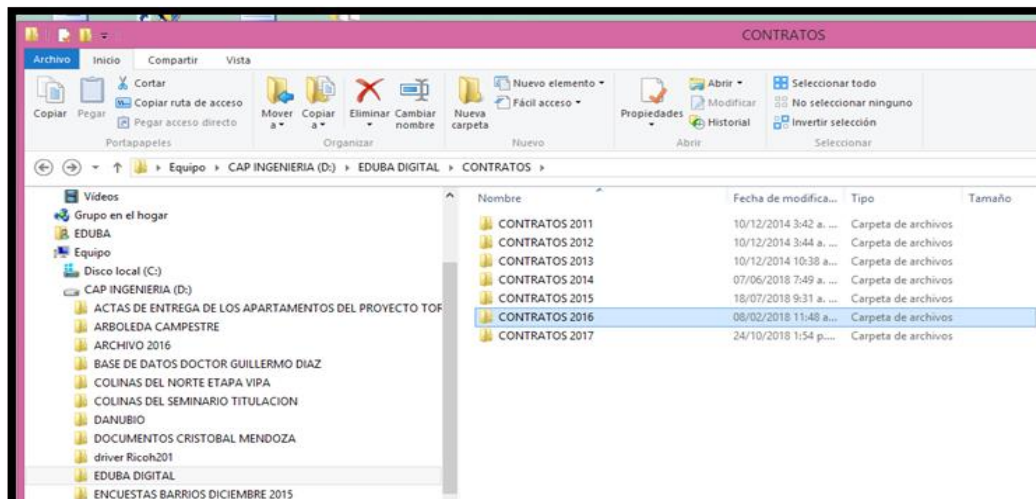 CONTRATOS
Archivo Inicio Compartir Vista
Copiar
Pegar
Cortar
Copiar ruta de acceso
Pegar acceso directo
Portapapeles
Mover a
Copiar a
Eliminar
Cambiar nombre
Organizar
Nueva carpeta
Nuevo elemento
Fácil acceso
Nuevo
Propiedades
Abrir
Modificar
Historial
Abrir
Seleccionar todo
No seleccionar ninguno
Invertir selección
Seleccionar
Equipo CAP INGENIERIA (D:) EDUBA DIGITAL CONTRATOS
Vídeos
Grupo en el hogar
EDUBA
Equipo
Disco local (C:)
CAP INGENIERIA (D:)
ACTAS DE ENTREGA DE LOS APARTAMENTOS DEL PROYECTO TOR
ARBOLEDA CAMPESTRE
ARCHIVO 2016
BASE DE DATOS DOCTOR GUILLERMO DIAZ
COLINAS DEL NORTE ETAPA VIPA
COLINAS DEL SEMINARIO TITULACION
DANUBIO
DOCUMENTOS CRISTOBAL MENDOZA
driver Ricoh201
EDUBA DIGITAL
ENCUESTAS BARRIOS DICIEMBRE 2015
Nombre Fecha de modifica... Tipo Tamaño
CONTRATOS 2011 10/12/2014 3:42 a. ... Carpeta de archivos
CONTRATOS 2012 10/12/2014 3:44 a. ... Carpeta de archivos
CONTRATOS 2013 10/12/2014 10:38 a... Carpeta de archivos
CONTRATOS 2014 07/06/2018 7:49 a. ... Carpeta de archivos
CONTRATOS 2015 18/07/2018 9:31 a. ... Carpeta de archivos
CONTRATOS 2016 08/02/2018 11:48 a... Carpeta de archivos
CONTRATOS 2017 24/10/2018 1:54 p.... Carpeta de archivos